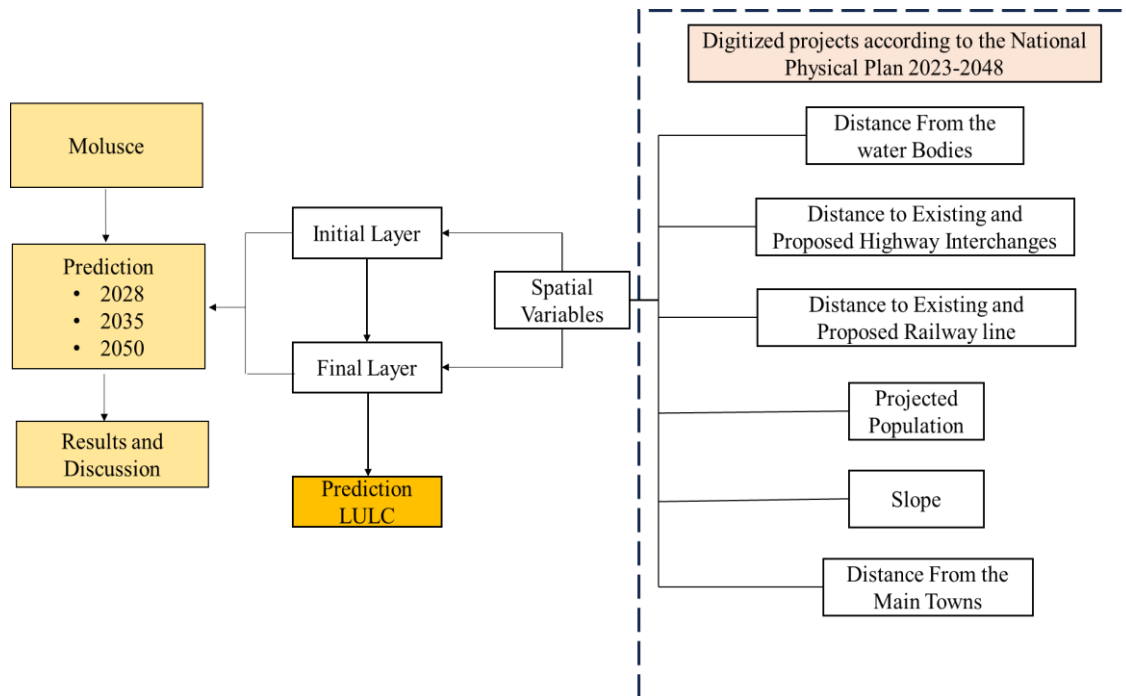 Molusce
Prediction
• 2028
• 2035
• 2050
Results and
Discussion
Initial Layer
Final Layer
Prediction
LULC
Spatial
Variables
Digitized projects according to the National
Physical Plan 2023-2048
Distance From the
water Bodies
Distance to Existing and
Proposed Highway Interchanges
Distance to Existing and
Proposed Railway line
Projected
Population
Slope
Distance From the
Main Towns